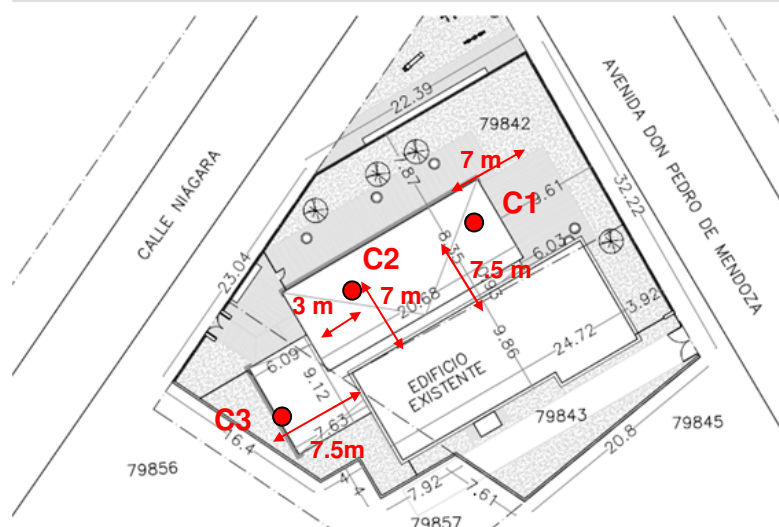 22.39
79842
AVENIDA DON PEDRO DE MENDOZA
CALLE NIÁGARA
7.87
7 m
9.61
32.22
C1
8.35
6.03
C2
23.04
7.5 m
7 m
3 m
20.68
3.92
9.86
24.72
6.09
9.12
EDIFICIO
EXISTENTE
C3
7.63
79843
79845
16.4
7.5m
20.8
79856
4.4
7.92
7.61
79857